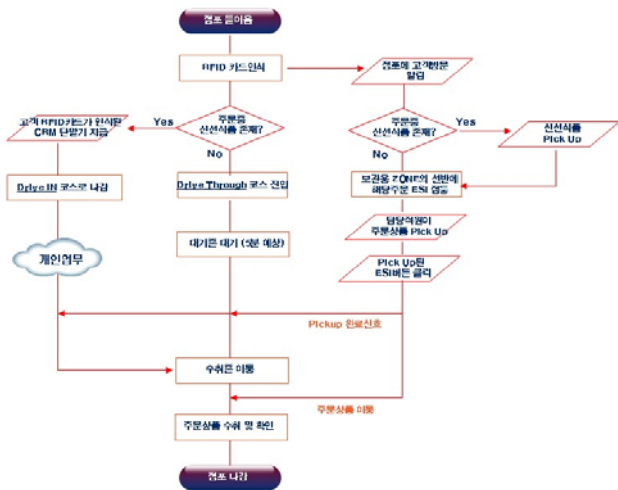 점포 들어옴
RFID 카드인식
점포에 고객방문
알림
고객 RFID카드가 인식된
CRM 단말기 지급
Yes
주문중
신선식품 존재?
No
주문중
신선식품 존재?
Yes
No
신선식품
Pick Up
Drive IN 코스로 나감
Drive Through 코스 진입
보관용 ZONE의 선반에
해당주문 ESI 점등
개인업무
대기존 대기 (5분 예상)
담당직원이
주문상품 Pick Up
Pick Up된
ESI버튼 클릭
Pickup 완료신호
수취존 이동
주문상품 이동
주문상품 수취 및 확인
점포 나감